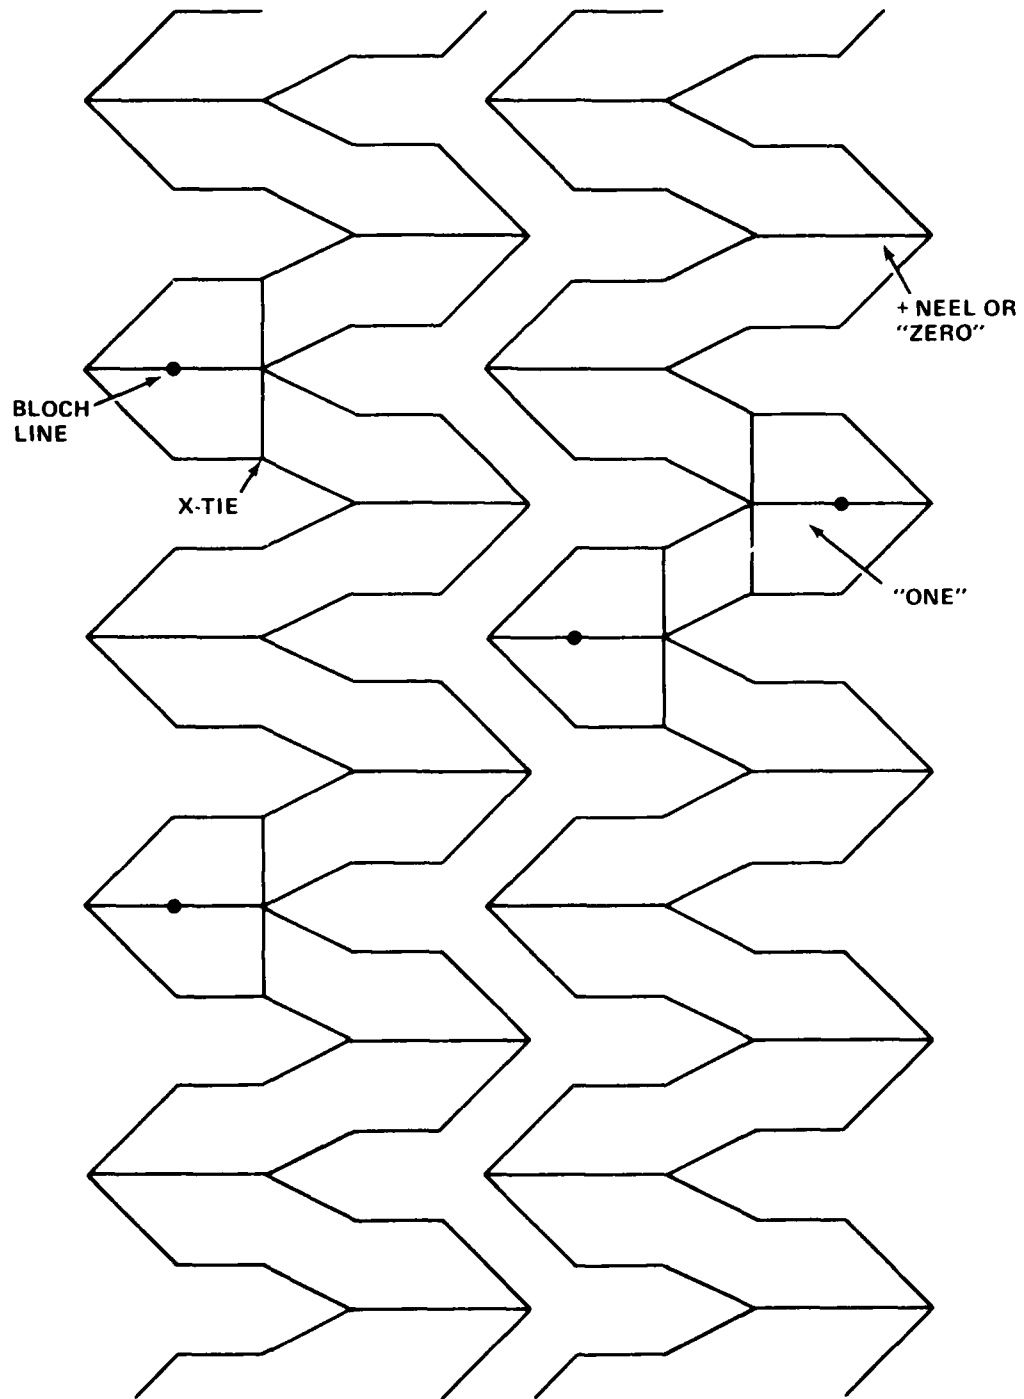 + NEEL OR
"ZERO"
BLOCH
LINE
X-TIE
"ONE"